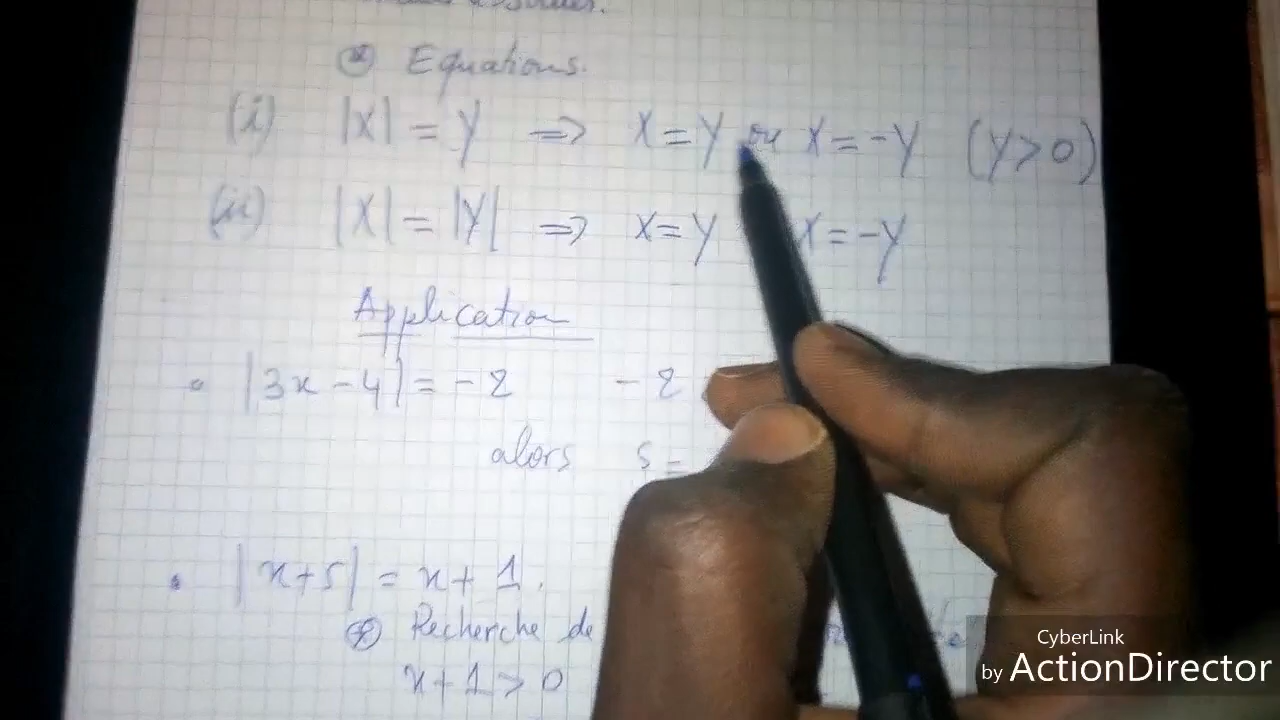 Equations.
(i) |X| = Y => X = Y ou X = -Y (Y > 0)
(ii) |X| = |Y| => X = Y X = -Y
Application
|3x - 4| = -2 -2
alors S =
|x+5| = x + 1.
Recherche de
x + 1 > 0
CyberLink
by ActionDirector